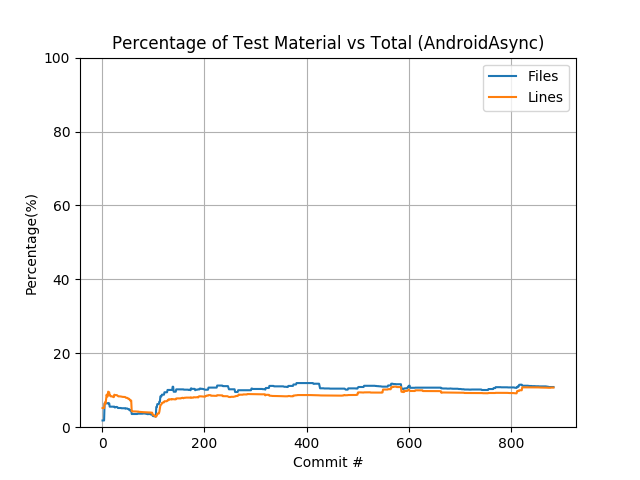 Percentage of Test Material vs Total (AndroidAsync)
Files
Lines
100
80
60
40
20
0
Percentage(%)
0 200 400 600 800
Commit #